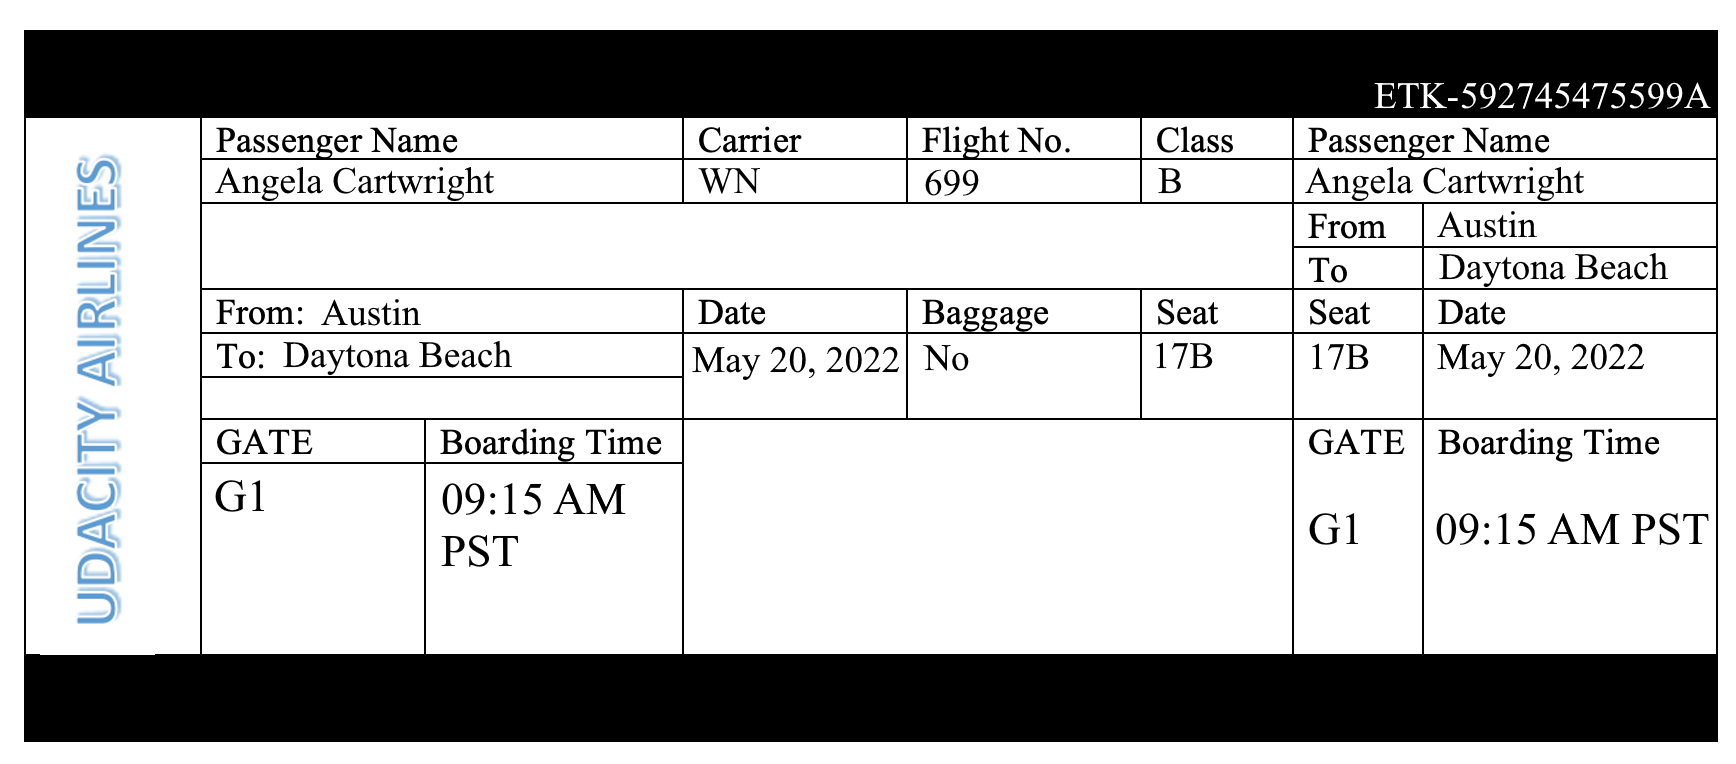 ETK-592745475599A
UDACITY AIRLINES
Passenger Name Carrier Flight No. Class Passenger Name
Angela Cartwright WN 699 B Angela Cartwright
From Austin
To Daytona Beach
From: Austin Date Baggage Seat Seat Date
To: Daytona Beach May 20, 2022 No 17B 17B May 20, 2022
GATE Boarding Time GATE Boarding Time
G1 09:15 AM
PST
G1 09:15 AM PST